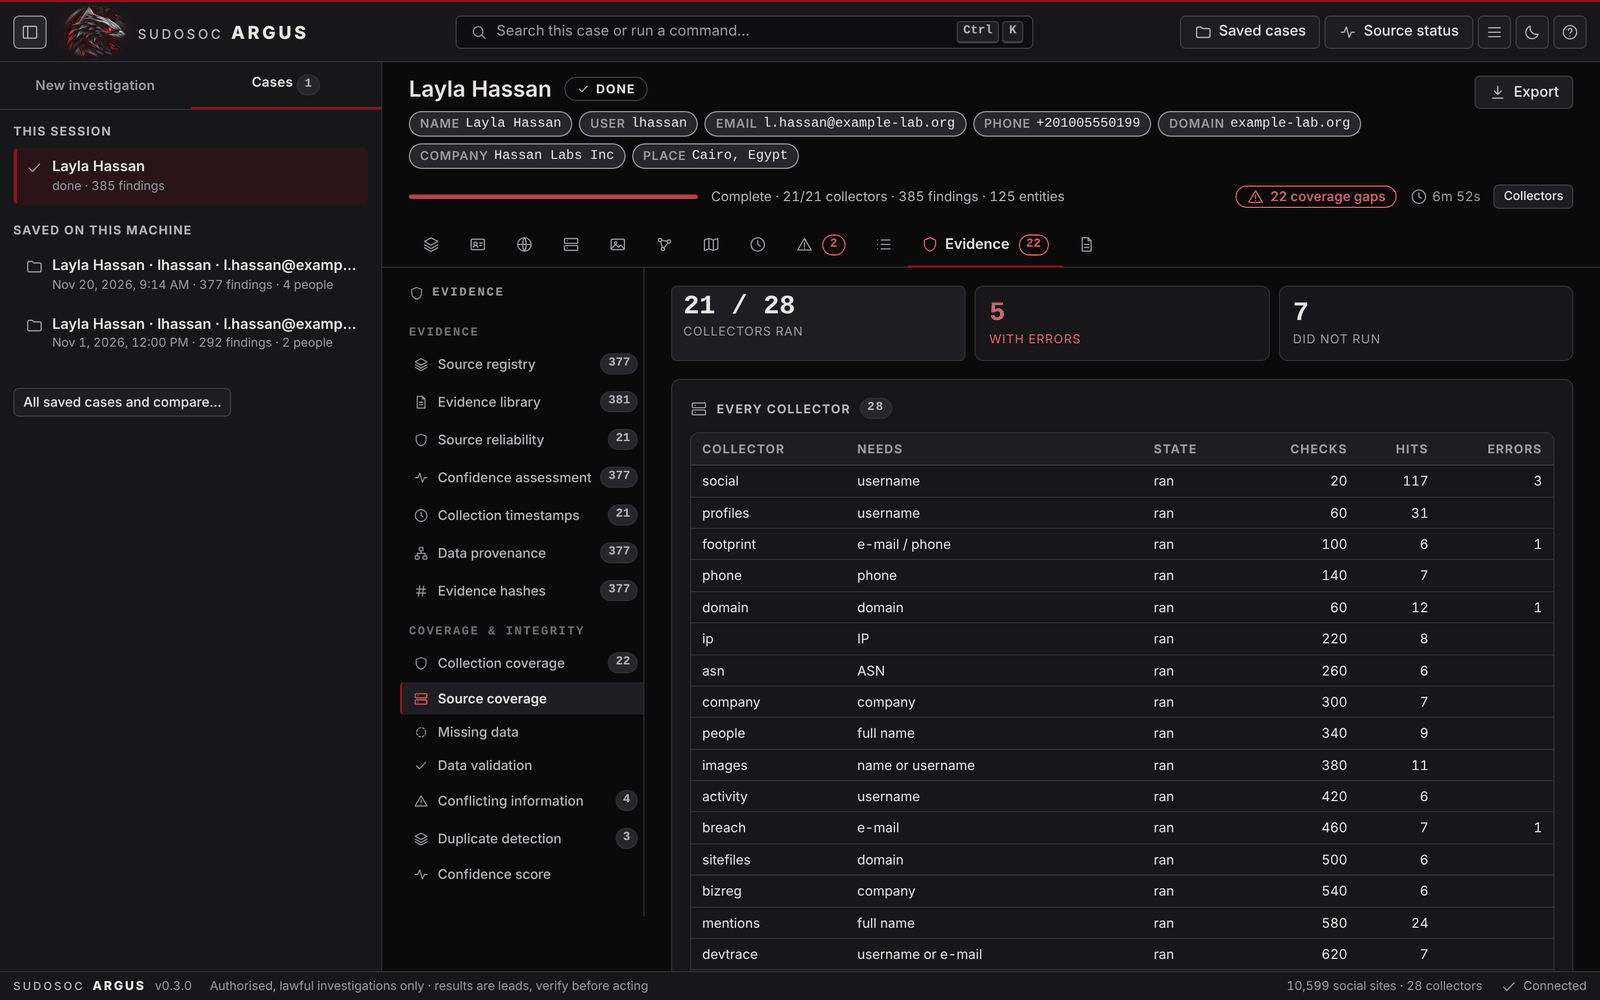 SUDOSOC ARGUS
Search this case or run a command...
Ctrl K
Saved cases
Source status
New investigation
Cases 1
THIS SESSION
Layla Hassan
done · 385 findings
SAVED ON THIS MACHINE
Layla Hassan · lhassan · l.hassan@examp...
Nov 20, 2026, 9:14 AM · 377 findings · 4 people
Layla Hassan · lhassan · l.hassan@examp...
Nov 1, 2026, 12:00 PM · 292 findings · 2 people
All saved cases and compare...
Layla Hassan
DONE
Export
NAME Layla Hassan
USER lhassan
EMAIL l.hassan@example-lab.org
PHONE +201005550199
DOMAIN example-lab.org
COMPANY Hassan Labs Inc
PLACE Cairo, Egypt
Complete · 21/21 collectors · 385 findings · 125 entities
22 coverage gaps
6m 52s
Collectors
2
Evidence 22
EVIDENCE
EVIDENCE
Source registry 377
Evidence library 381
Source reliability 21
Confidence assessment 377
Collection timestamps 21
Data provenance 377
Evidence hashes 377
COVERAGE & INTEGRITY
Collection coverage 22
Source coverage
Missing data
Data validation
Conflicting information 4
Duplicate detection 3
Confidence score
21 / 28
COLLECTORS RAN
5
WITH ERRORS
7
DID NOT RUN
EVERY COLLECTOR 28
COLLECTOR NEEDS STATE CHECKS HITS ERRORS
social username ran 20 117 3
profiles username ran 60 31
footprint e-mail / phone ran 100 6 1
phone phone ran 140 7
domain domain ran 60 12 1
ip IP ran 220 8
asn ASN ran 260 6
company company ran 300 7
people full name ran 340 9
images name or username ran 380 11
activity username ran 420 6
breach e-mail ran 460 7 1
sitefiles domain ran 500 6
bizreg company ran 540 6
mentions full name ran 580 24
devtrace username or e-mail ran 620 7
SUDOSOC ARGUS v0.3.0 Authorised, lawful investigations only · results are leads, verify before acting
10,599 social sites · 28 collectors
Connected